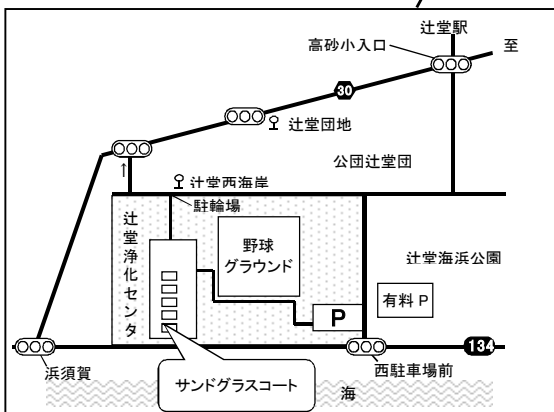 辻堂駅
高砂小入口
至
30
辻堂団地
公団辻堂団
↑
辻堂西海岸
駐輪場
辻堂浄化センタ
野球
グラウンド
辻堂海浜公園
有料 P
P
134
浜須賀
サンドグラスコート
西駐車場前
海